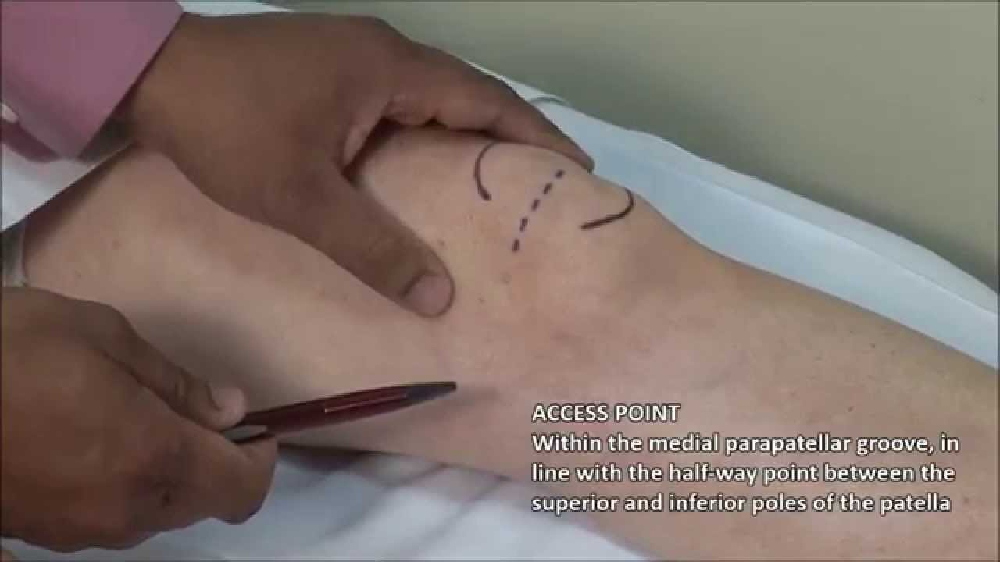 ACCESS POINT
Within the medial parapatellar groove, in
line with the half-way point between the
superior and inferior poles of the patella